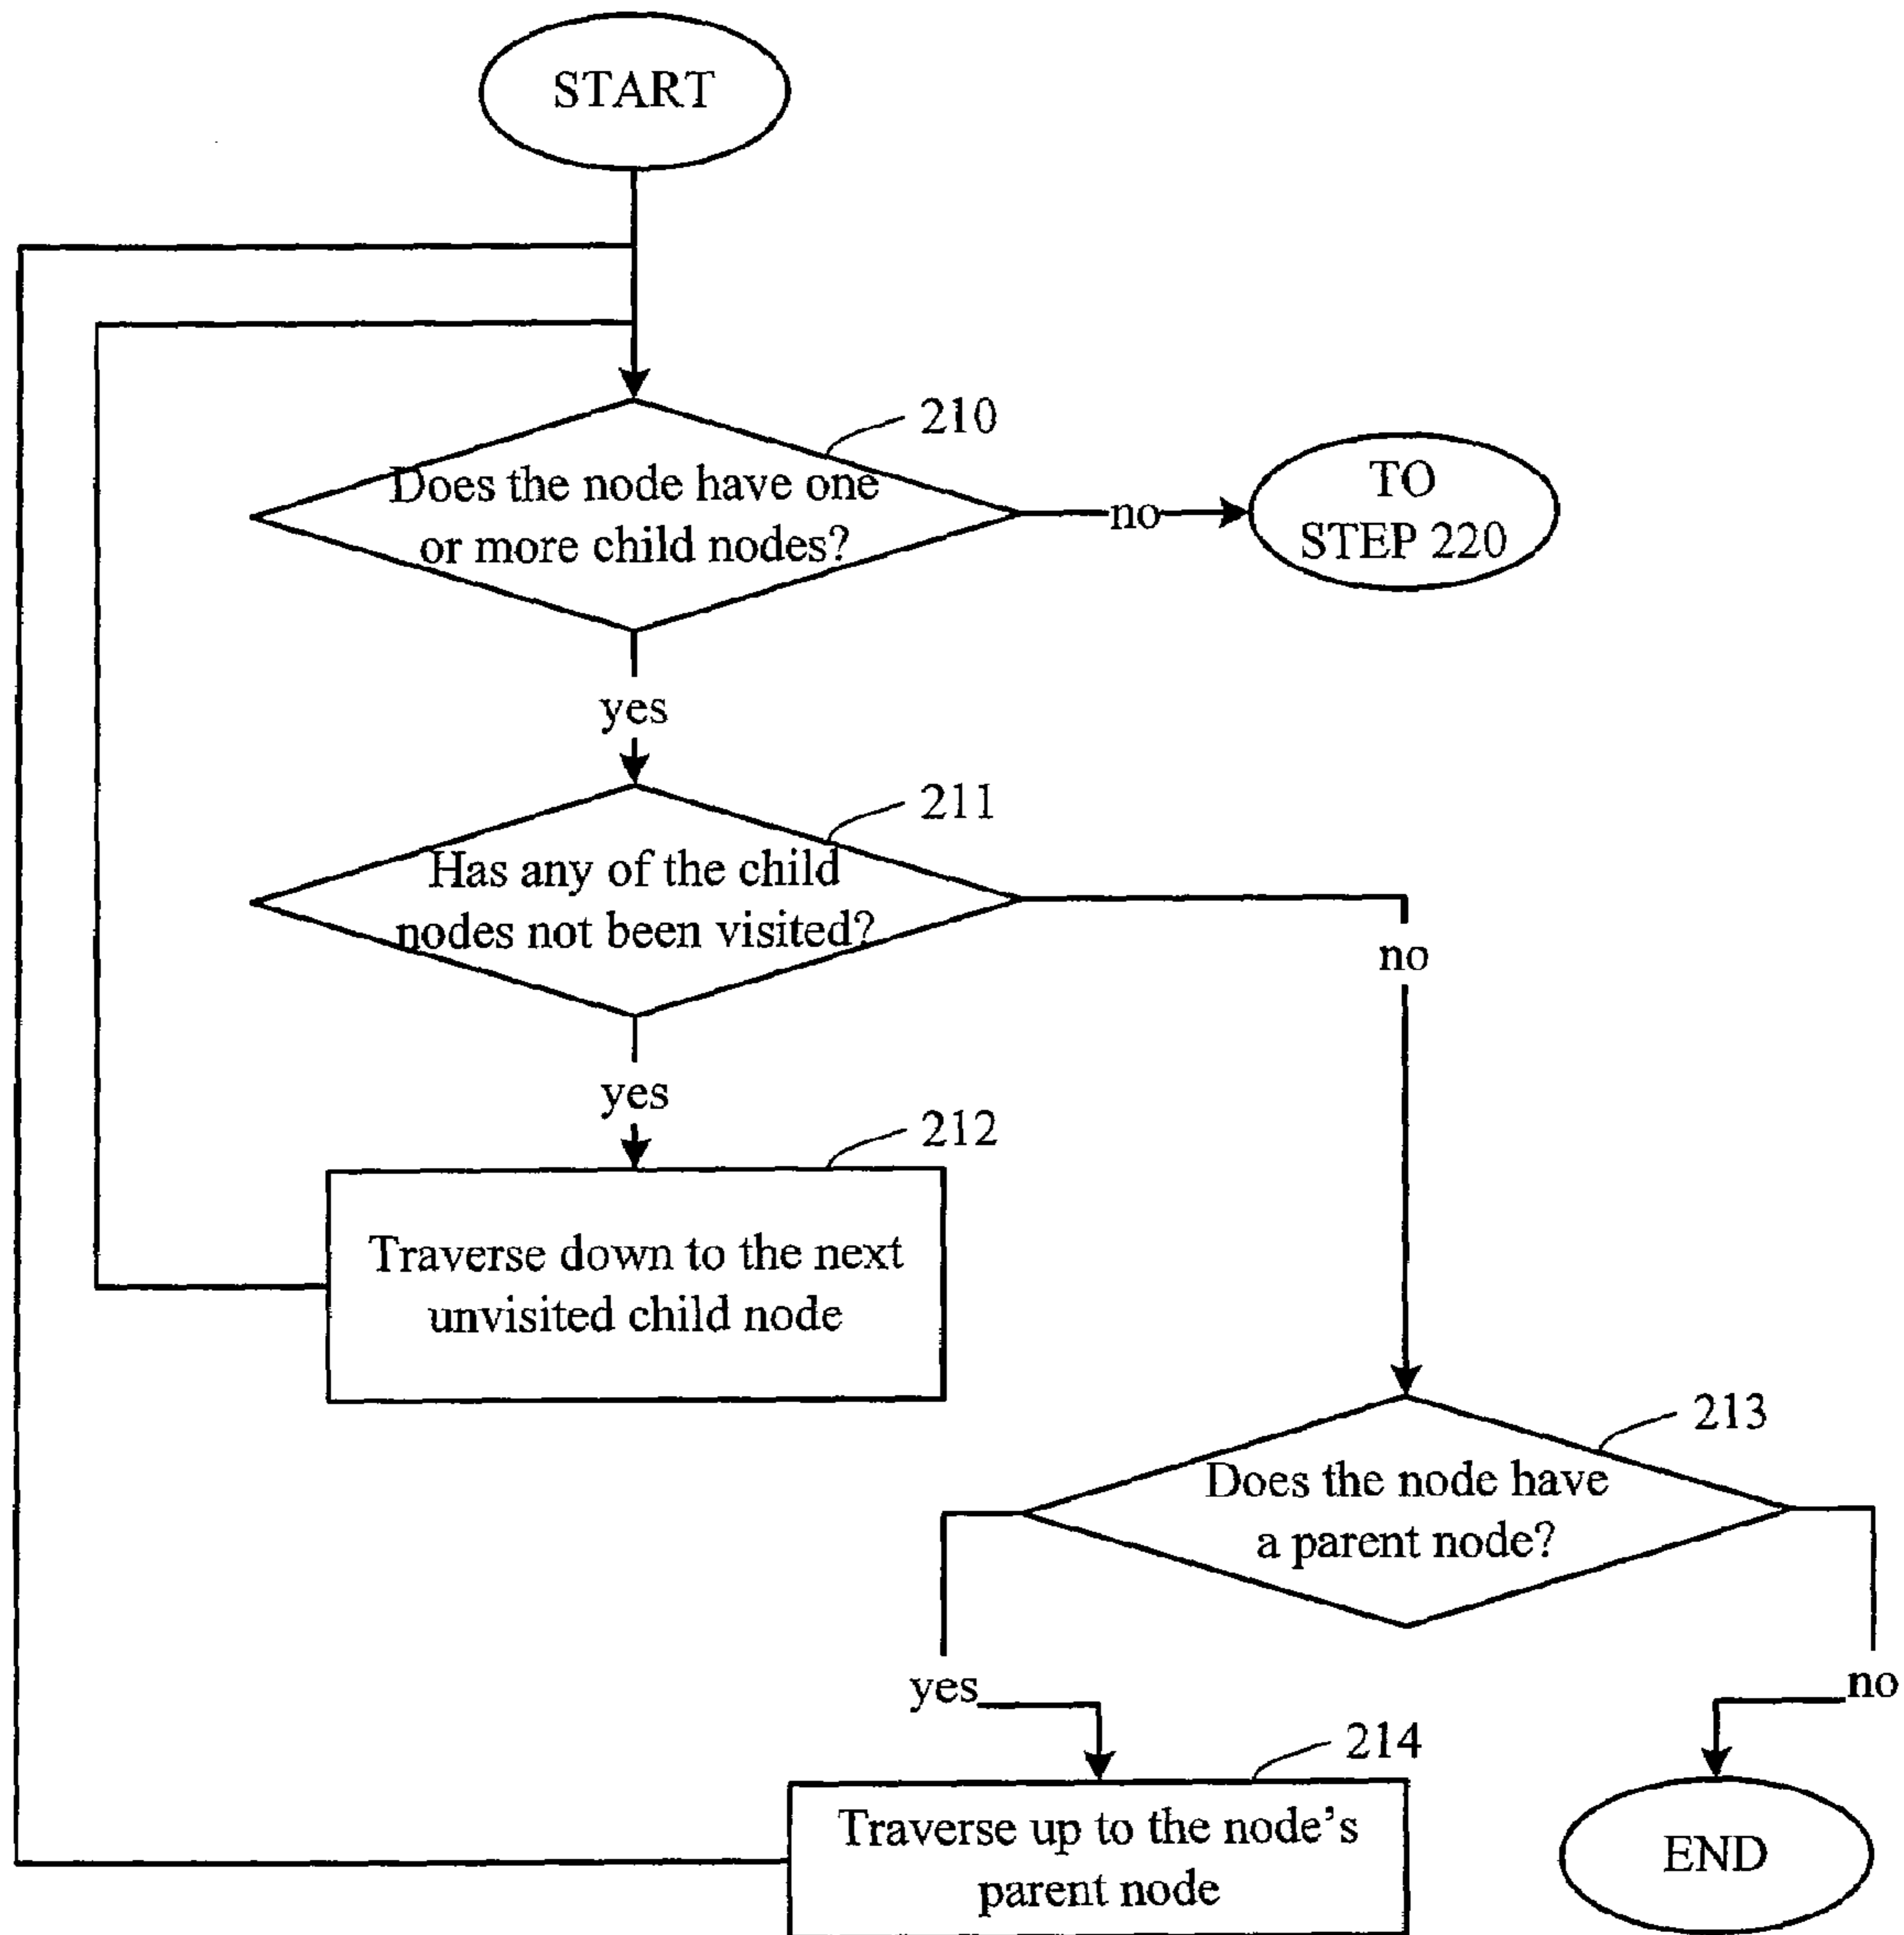 START
210
Does the node have one
or more child nodes?
no
TO
STEP 220
yes
211
Has any of the child
nodes not been visited?
no
yes
212
Traverse down to the next
unvisited child node
213
Does the node have
a parent node?
yes
no
214
Traverse up to the node's
parent node
END